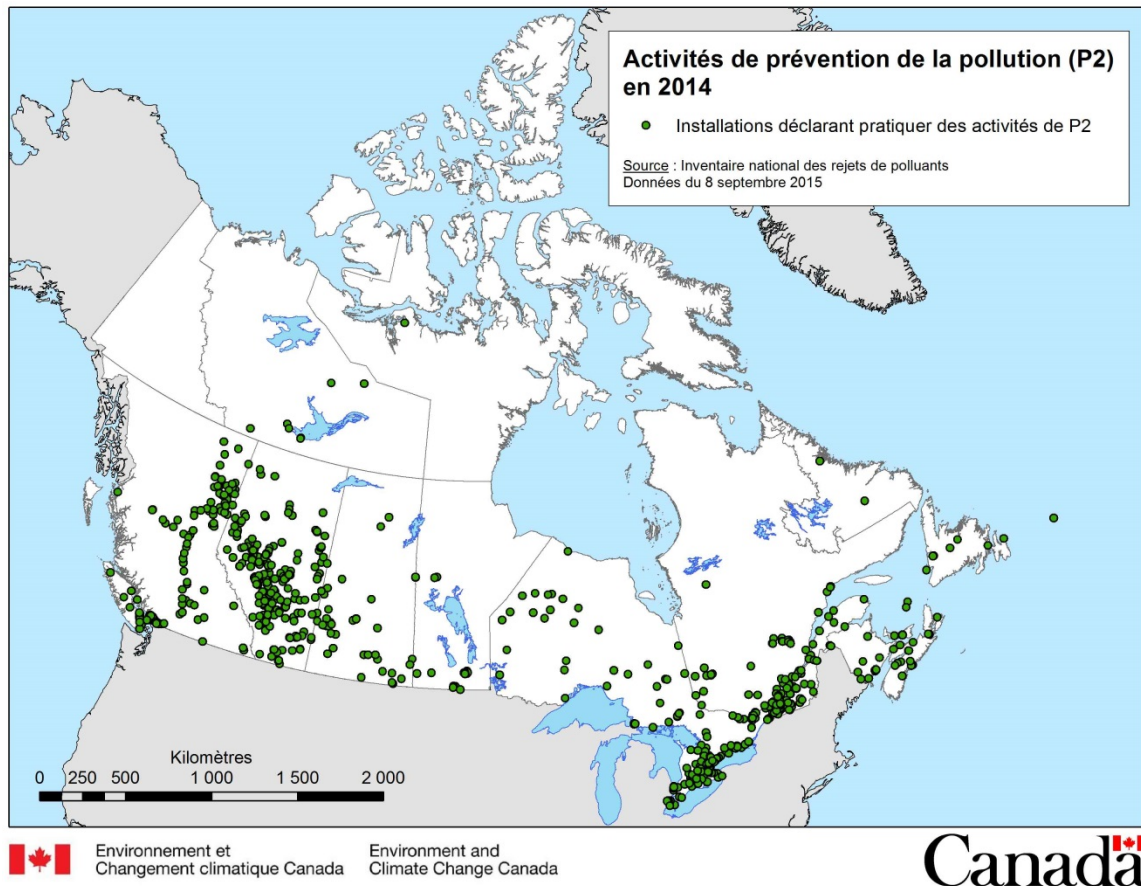 Activités de prévention de la pollution (P2)
en 2014
Installations déclarant pratiquer des activités de P2
Source : Inventaire national des rejets de polluants
Données du 8 septembre 2015
Kilomètres
0 250 500 1 000 1 500 2 000
Environnement et
Changement climatique Canada
Environment and
Climate Change Canada
Canada